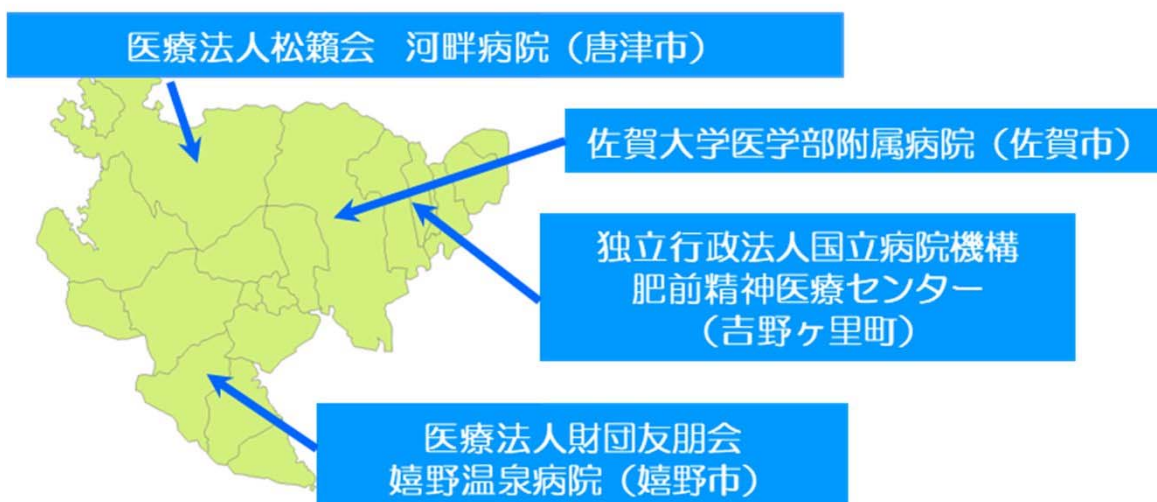 医療法人松籟会　河畔病院（唐津市）
佐賀大学医学部附属病院（佐賀市）
独立行政法人国立病院機構
肥前精神医療センター
（吉野ヶ里町）
医療法人財団友朋会
嬉野温泉病院（嬉野市）